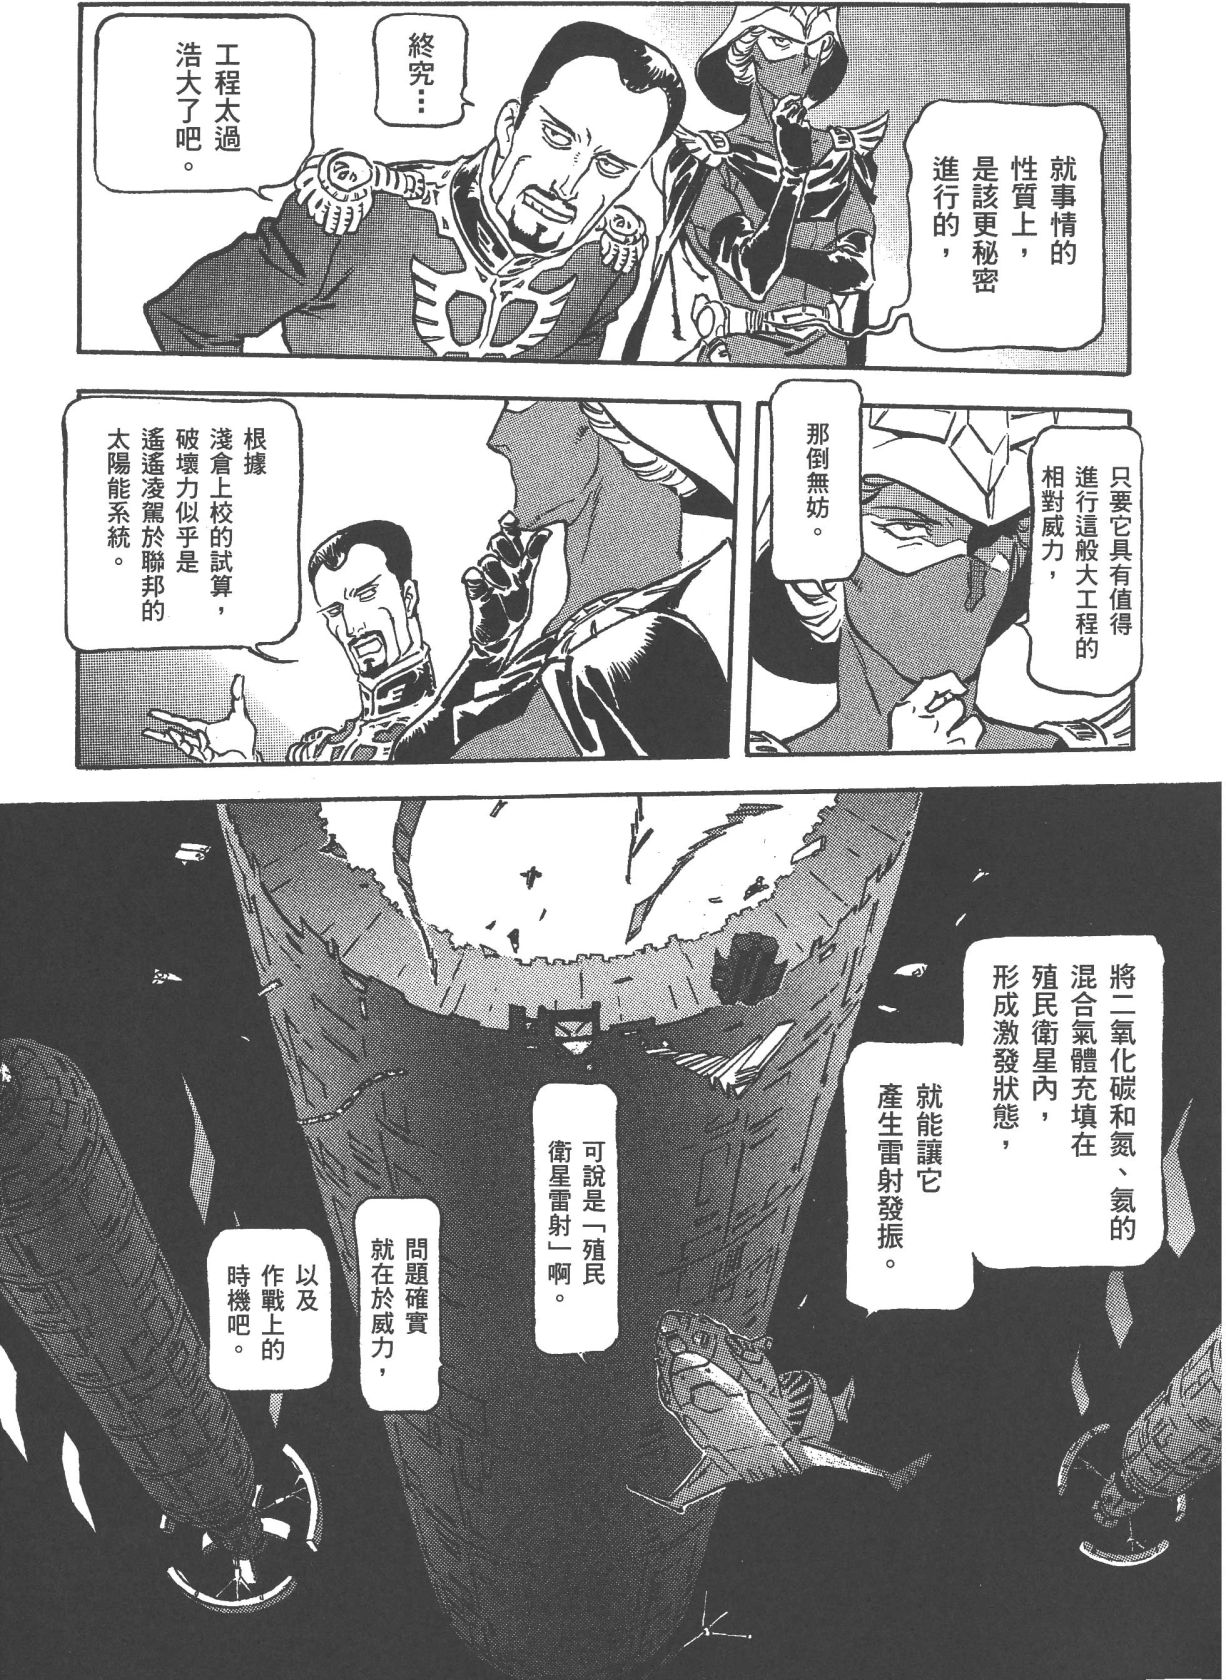 就事情的
性質上，
是該更秘密
進行的，
終究…
工程太過
浩大了吧。
只要它具有值得
進行這般大工程的
相對威力，
那倒無妨。
根據
淺倉上校的試算，
破壞力似乎是
遙遙凌駕於聯邦的
太陽能系統。
將二氧化碳和氮、氦的
混合氣體充填在
殖民衛星內，
形成激發狀態，
就能讓它
產生雷射發振。
可說是「殖民
衛星雷射」啊。
問題確實
就在於威力，
以及
作戰上的
時機吧。